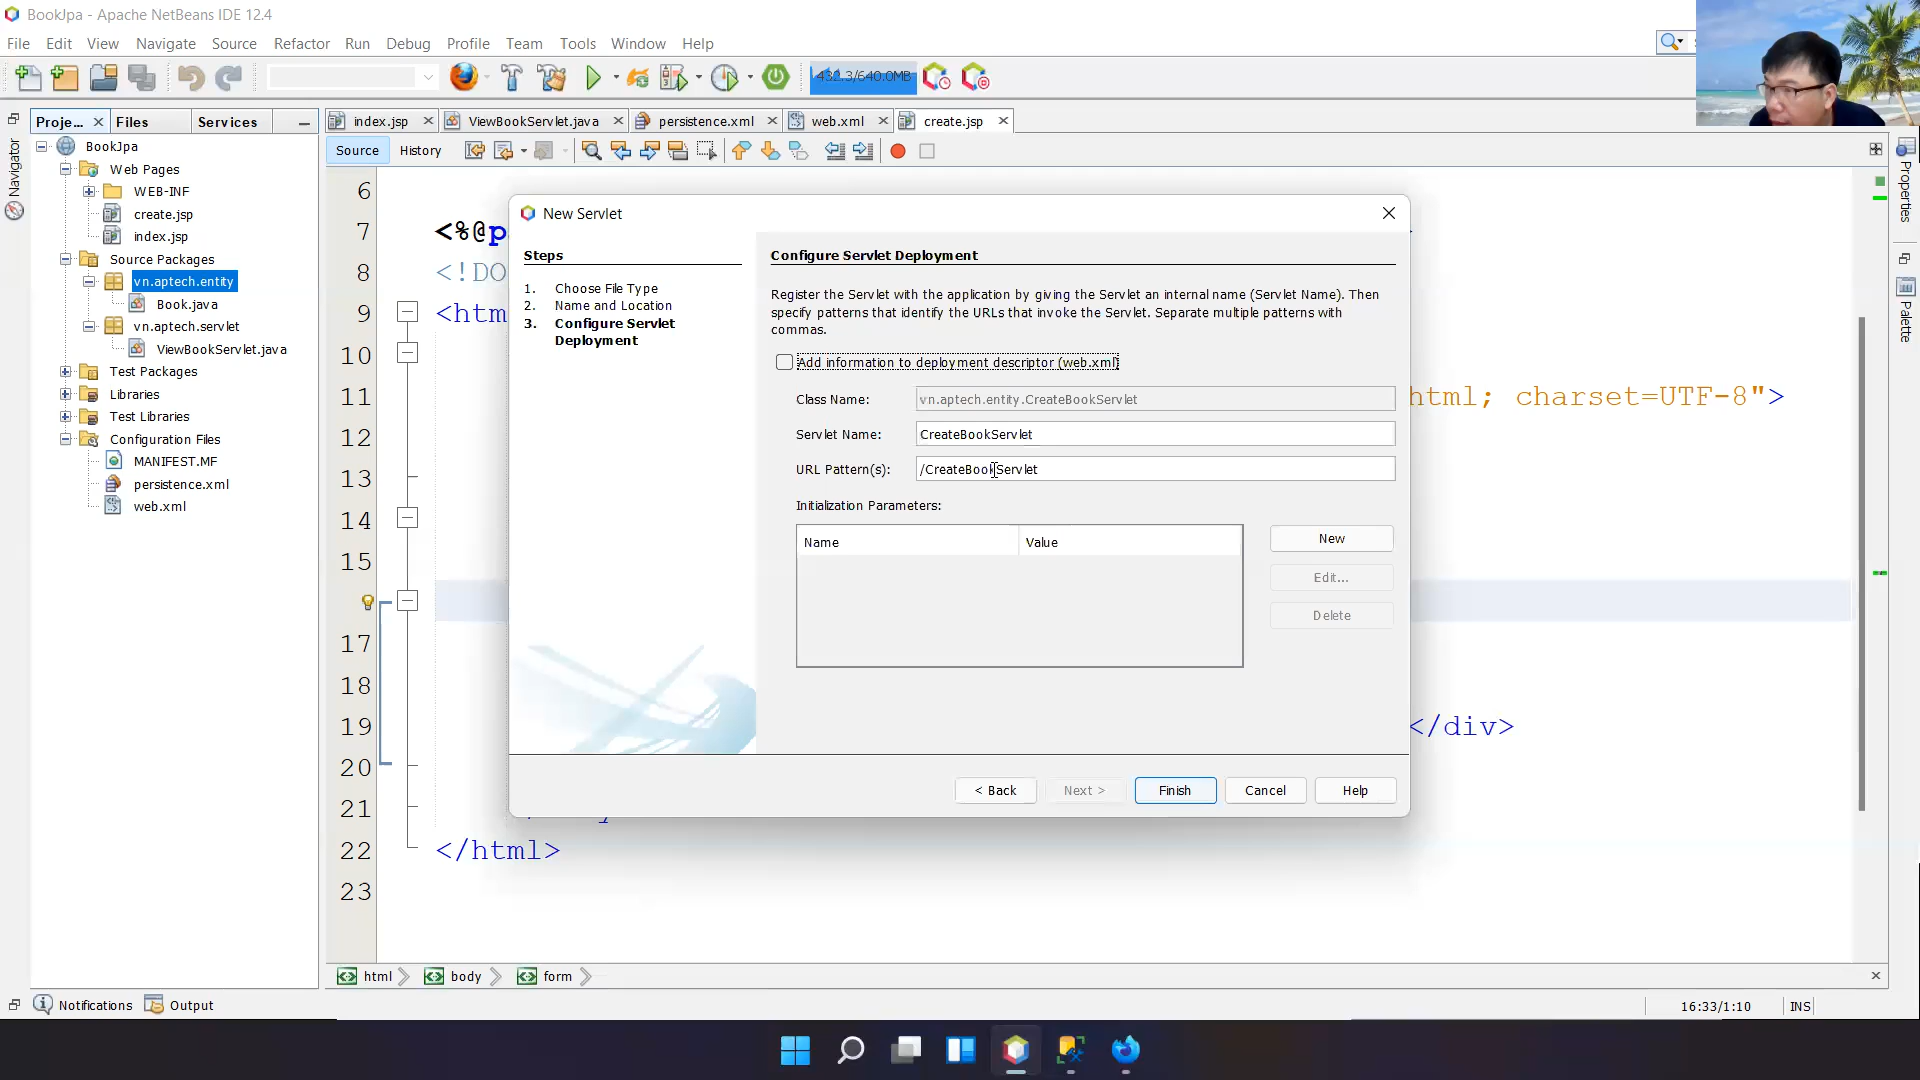 BookJpa - Apache NetBeans IDE 12.4
File Edit View Navigate Source Refactor Run Debug Profile Team Tools Window Help
432.3/640.0MB
Proje... Files Services
index.jsp ViewBookServlet.java persistence.xml web.xml create.jsp
Source History
Navigator
Properties
Palette
BookJpa
Web Pages
WEB-INF
create.jsp
index.jsp
Source Packages
vn.aptech.entity
Book.java
vn.aptech.servlet
ViewBookServlet.java
Test Packages
Libraries
Test Libraries
Configuration Files
MANIFEST.MF
persistence.xml
web.xml
6
7 <%@p
8 <!DO
9 <htm
10
11 html; charset=UTF-8">
12
13
14
15
17
18
19 </div>
20
21
22 </html>
23
New Servlet
Steps
1. Choose File Type
2. Name and Location
3. Configure Servlet
Deployment
Configure Servlet Deployment
Register the Servlet with the application by giving the Servlet an internal name (Servlet Name). Then
specify patterns that identify the URLs that invoke the Servlet. Separate multiple patterns with
commas.
Add information to deployment descriptor (web.xml)
Class Name: vn.aptech.entity.CreateBookServlet
Servlet Name: CreateBookServlet
URL Pattern(s): /CreateBookServlet
Initialization Parameters:
Name Value
New
Edit...
Delete
< Back Next > Finish Cancel Help
html body form
Notifications Output
16:33/1:10 INS